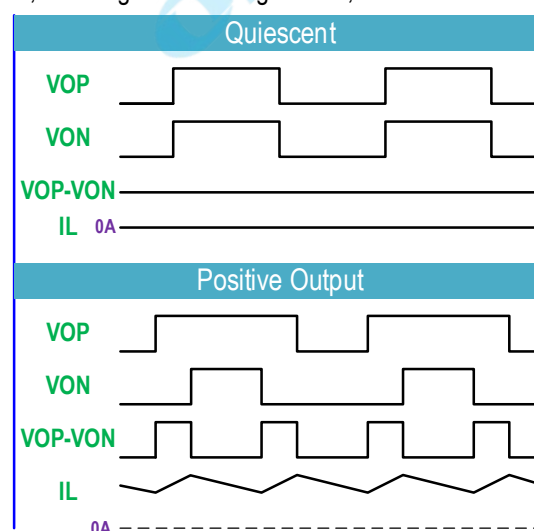 Quiescent
VOP
VON
VOP-VON
IL 0A
Positive Output
VOP
VON
VOP-VON
IL
0A